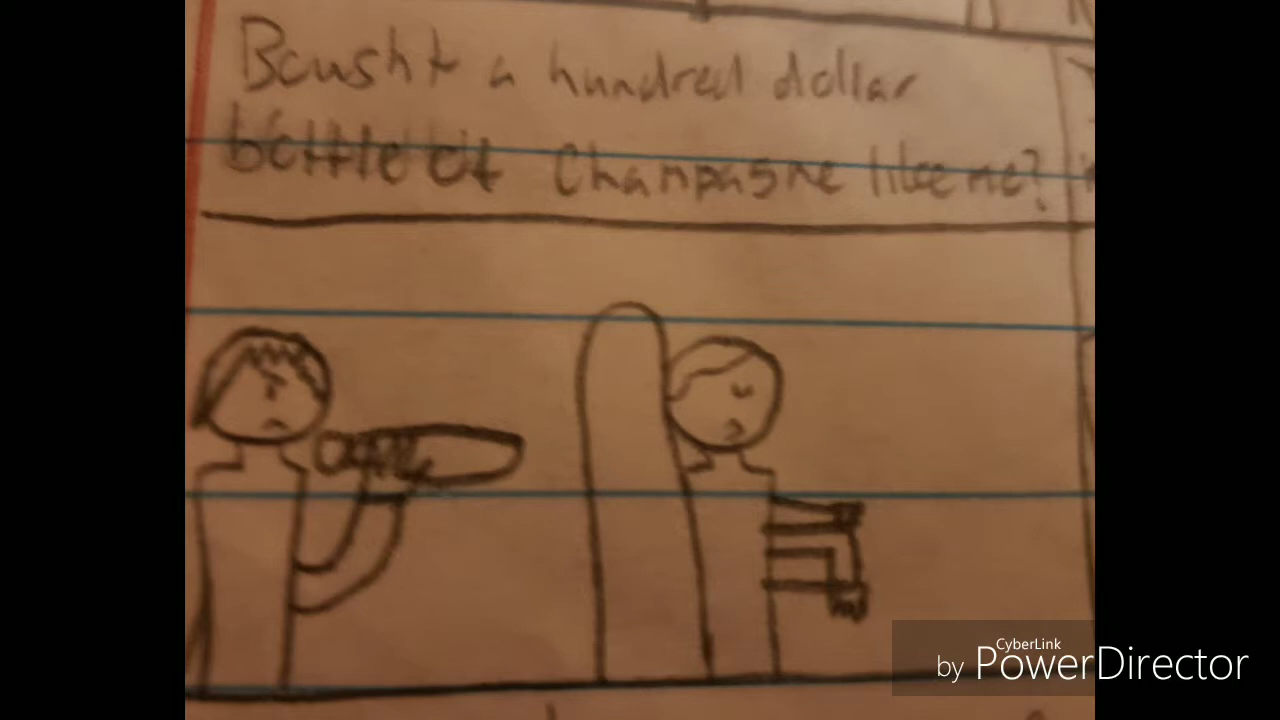 Bought a hundred dollar
bottle of Champagne like me?
by CyberLink PowerDirector